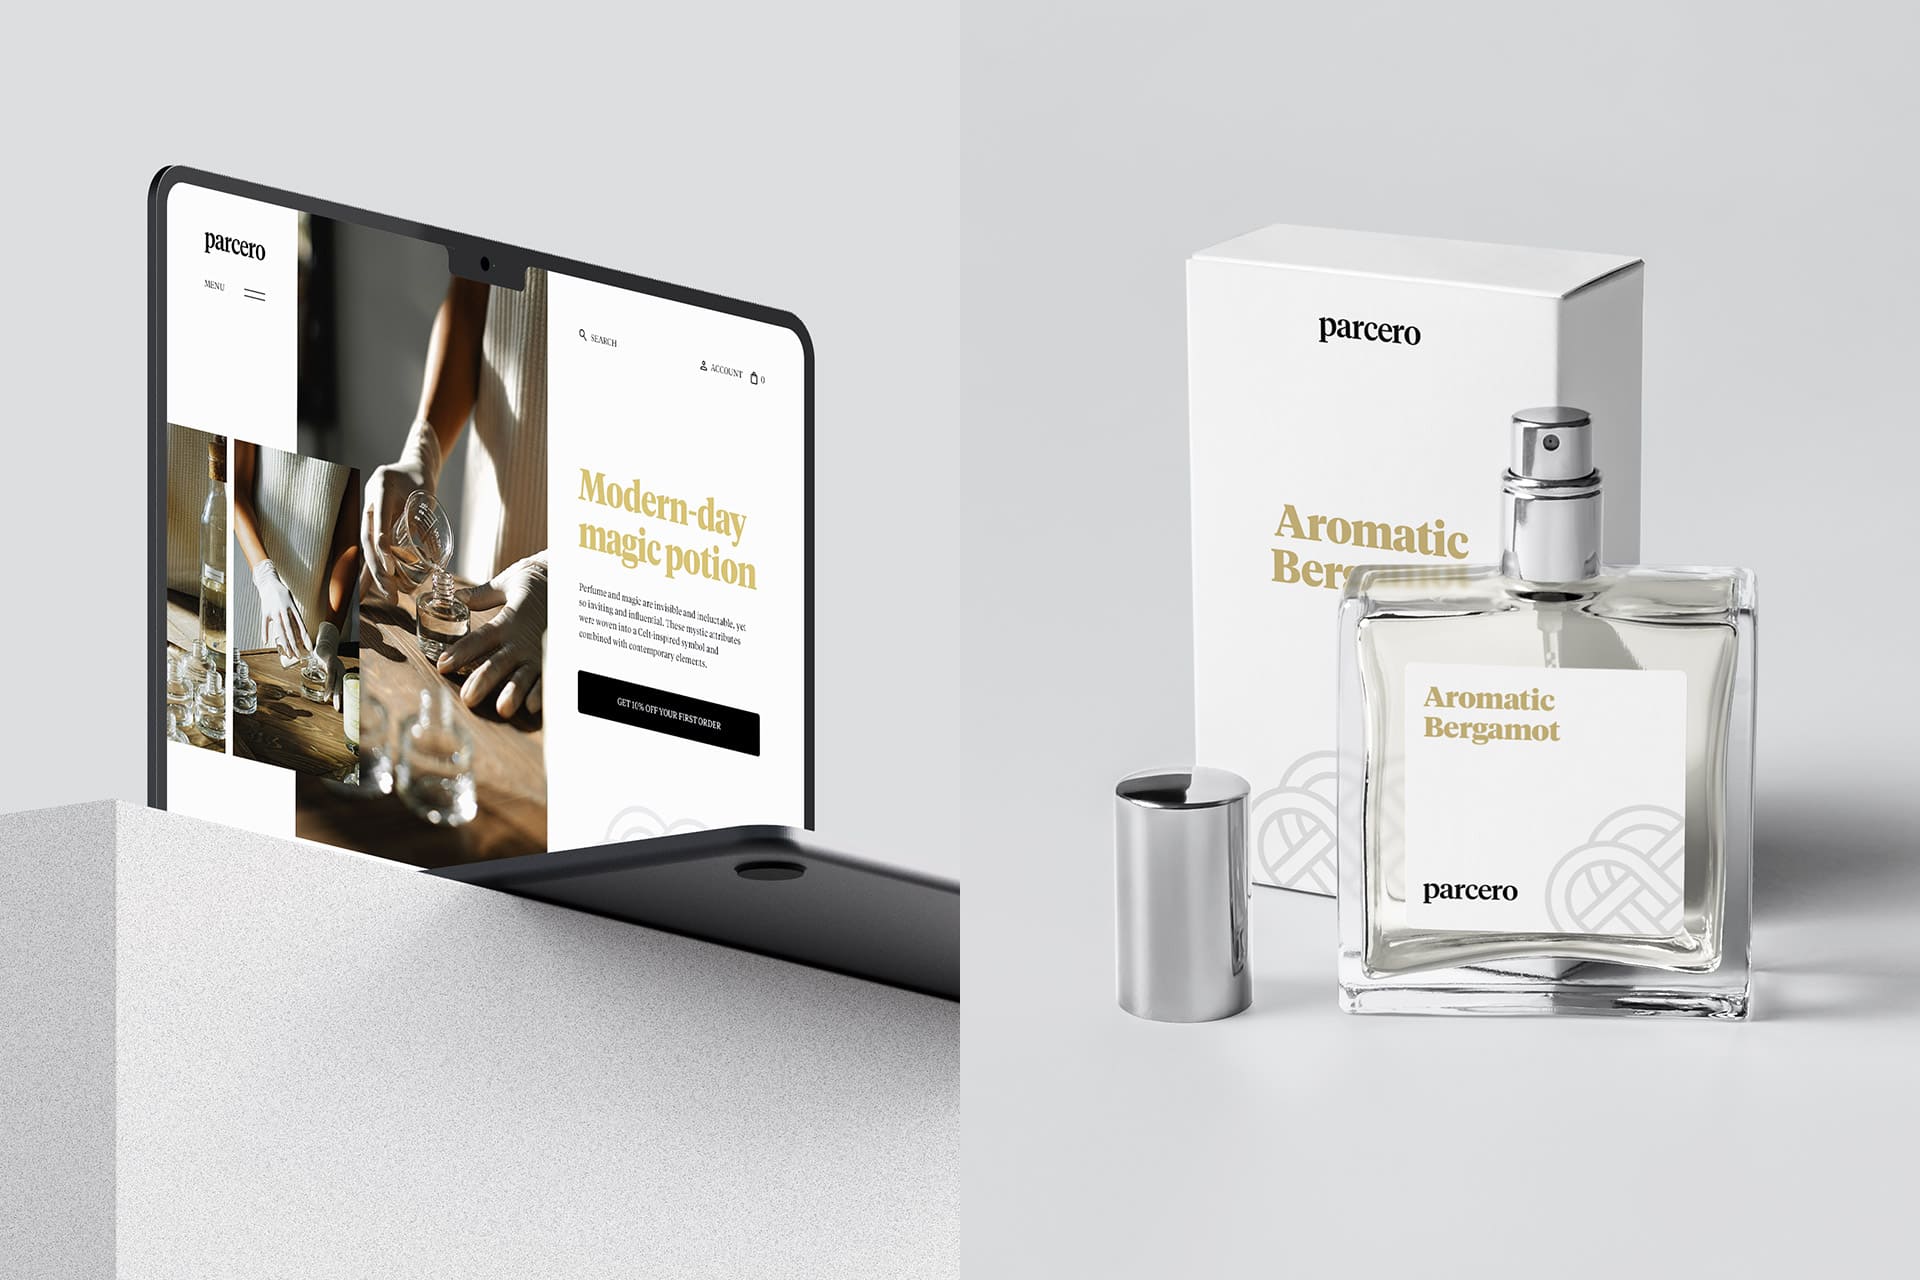 parcero
MENU
SEARCH
ACCOUNT 0
Modern-day
magic potion
Perfume and magic are invisible and ineluctable, yet
so inviting and influential. These mystic attributes
were woven into a Celt-inspired symbol and
combined with contemporary elements.
GET 10% OFF YOUR FIRST ORDER
parcero
Aromatic
Aromatic
Bergamot
parcero